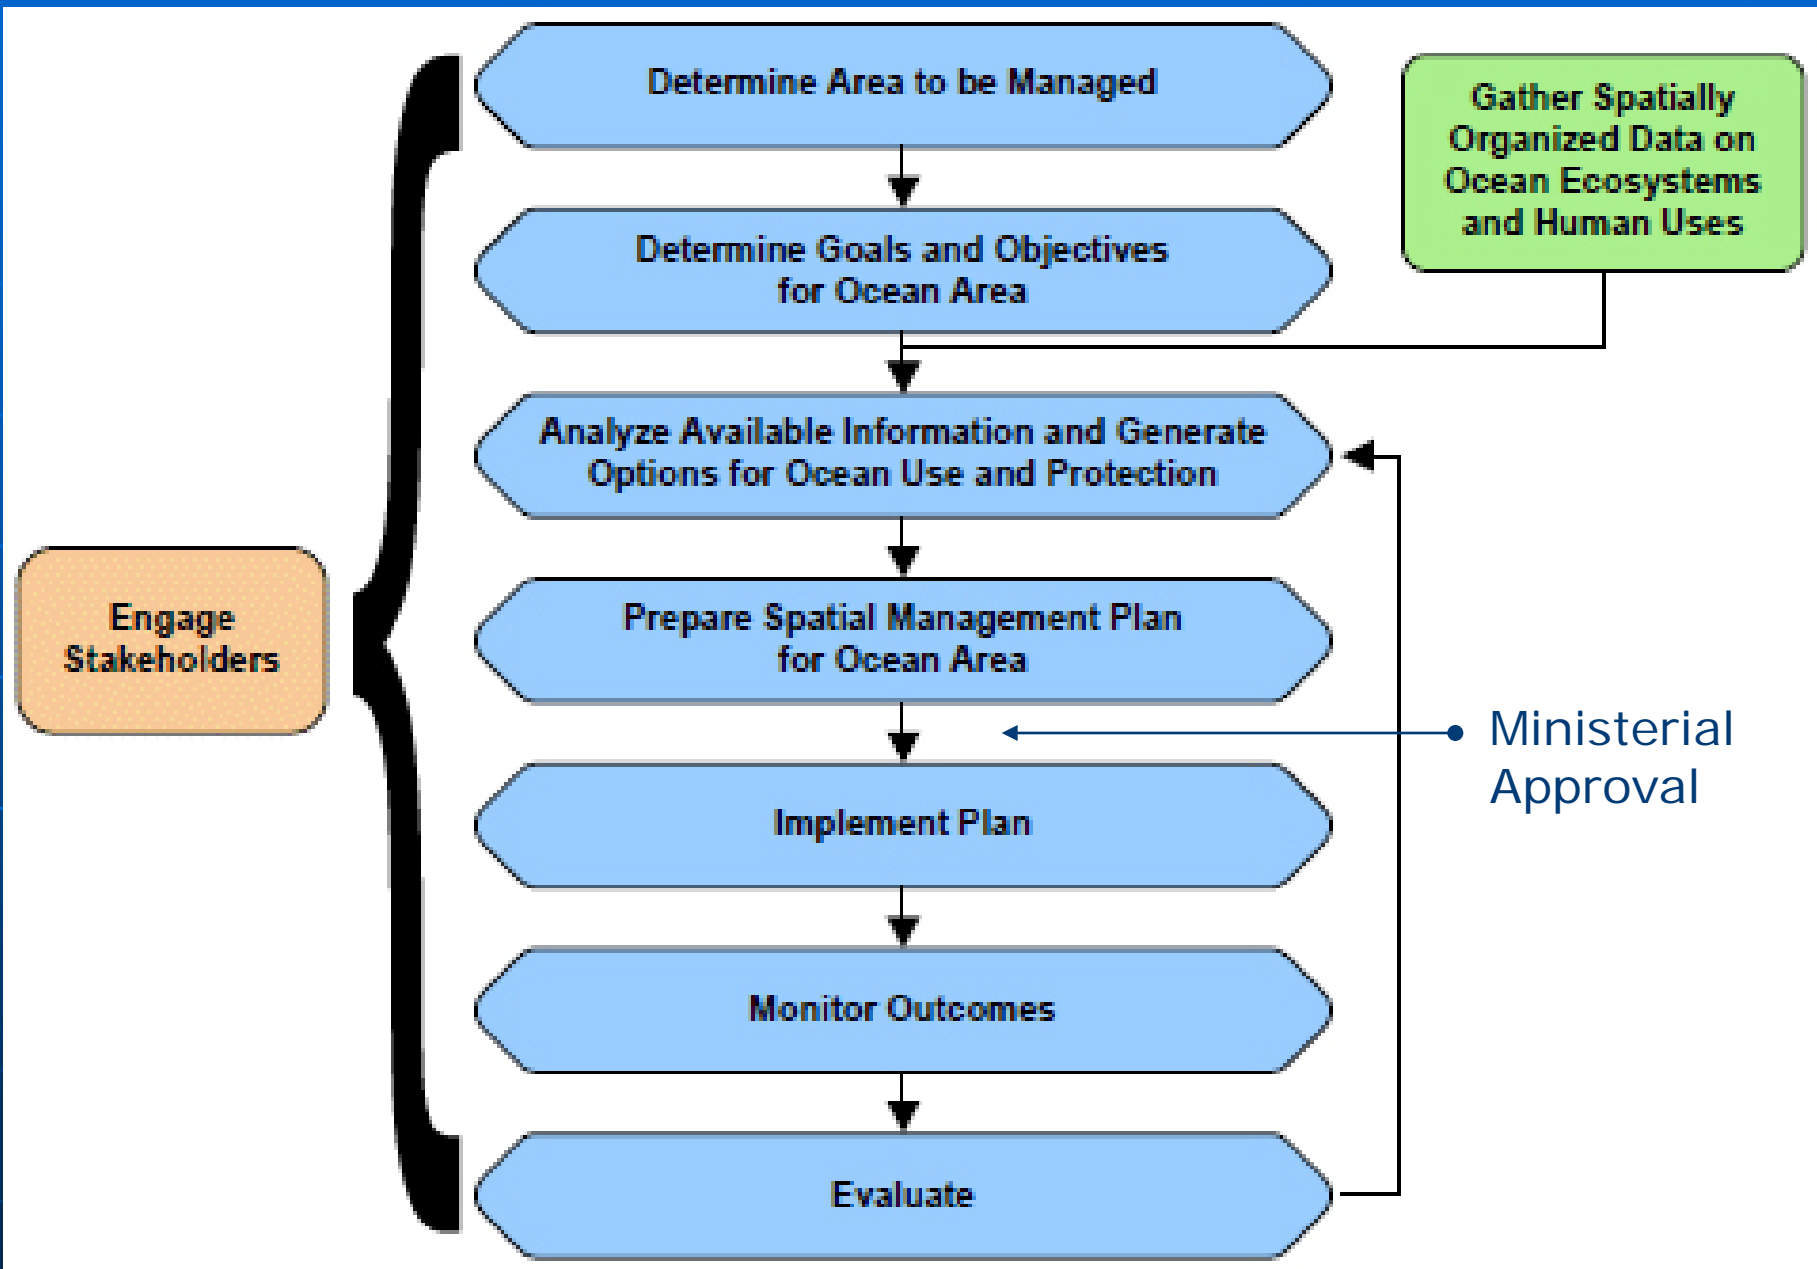 Determine Area to be Managed
Gather Spatially
Organized Data on
Ocean Ecosystems
and Human Uses
Determine Goals and Objectives
for Ocean Area
Analyze Available Information and Generate
Options for Ocean Use and Protection
Engage
Stakeholders
Prepare Spatial Management Plan
for Ocean Area
Ministerial
Approval
Implement Plan
Monitor Outcomes
Evaluate